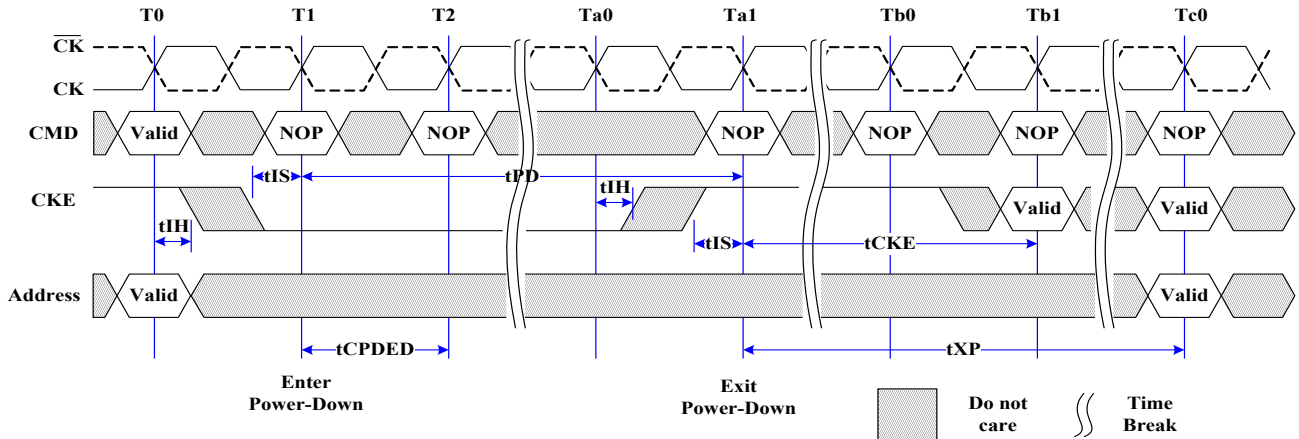 T0 T1 T2 Ta0 Ta1 Tb0 Tb1 Tc0
CK
CK
CMD Valid NOP NOP NOP NOP NOP NOP
tIS tPD tIH
CKE Valid Valid
tIH tIS tCKE
Address Valid Valid
tCPDED tXP
Enter
Power-Down
Exit
Power-Down
Do not
care
Time
Break